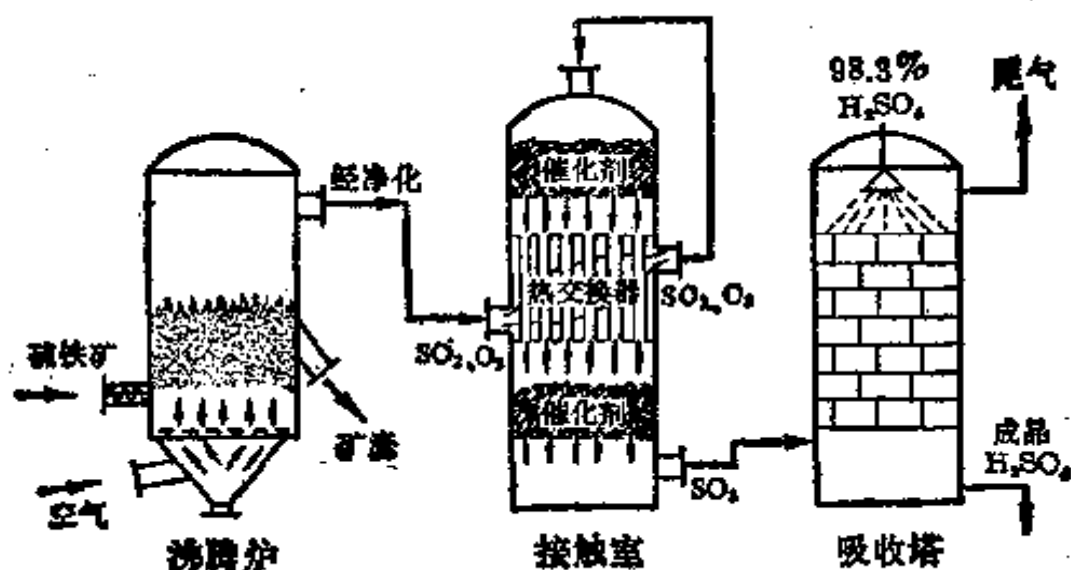 98.3%
H₂SO₄
尾气
经净化
催化剂
热交换器
SO₂、O₂
SO₂、O₂
硫铁矿
矿渣
催化剂
空气
SO₃
成品
H₂SO₄
沸腾炉
接触室
吸收塔